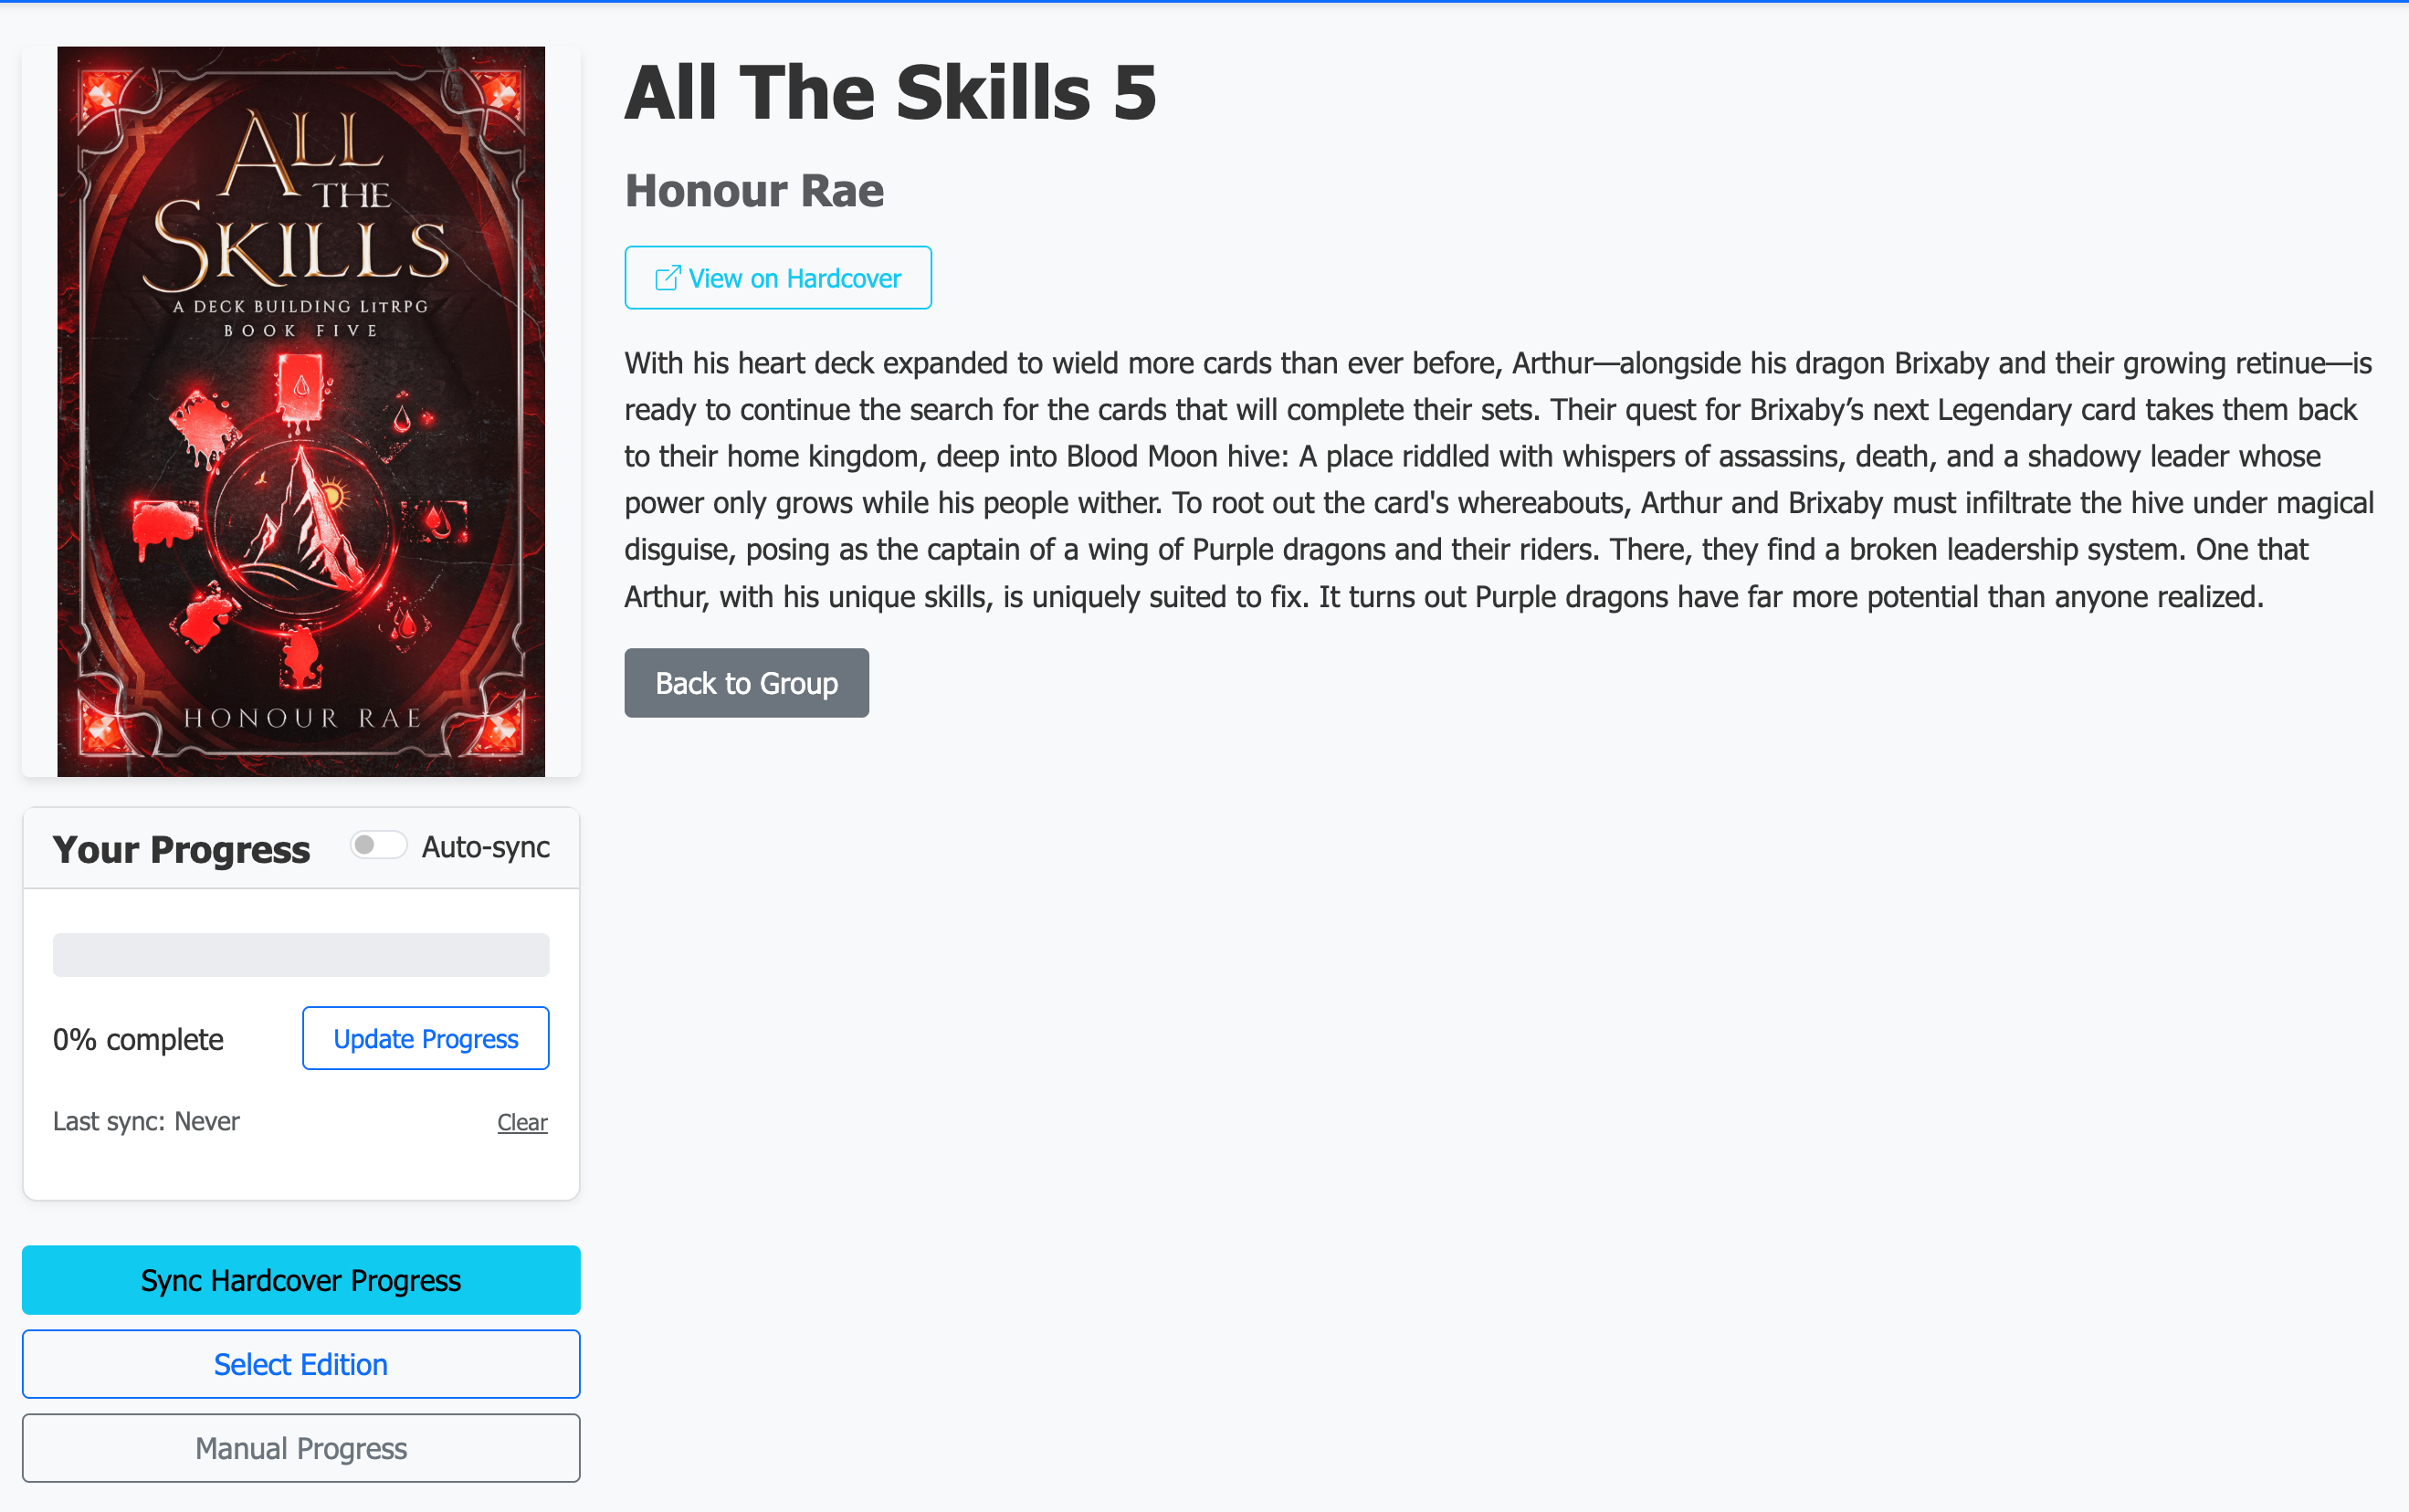 ALL
THE
SKILLS
A DECK BUILDING LitRPG
BOOK FIVE
HONOUR RAE
All The Skills 5
Honour Rae
View on Hardcover
With his heart deck expanded to wield more cards than ever before, Arthur—alongside his dragon Brixaby and their growing retinue—is
ready to continue the search for the cards that will complete their sets. Their quest for Brixaby’s next Legendary card takes them back
to their home kingdom, deep into Blood Moon hive: A place riddled with whispers of assassins, death, and a shadowy leader whose
power only grows while his people wither. To root out the card's whereabouts, Arthur and Brixaby must infiltrate the hive under magical
disguise, posing as the captain of a wing of Purple dragons and their riders. There, they find a broken leadership system. One that
Arthur, with his unique skills, is uniquely suited to fix. It turns out Purple dragons have far more potential than anyone realized.
Back to Group
Your Progress
Auto-sync
0% complete
Update Progress
Last sync: Never
Clear
Sync Hardcover Progress
Select Edition
Manual Progress